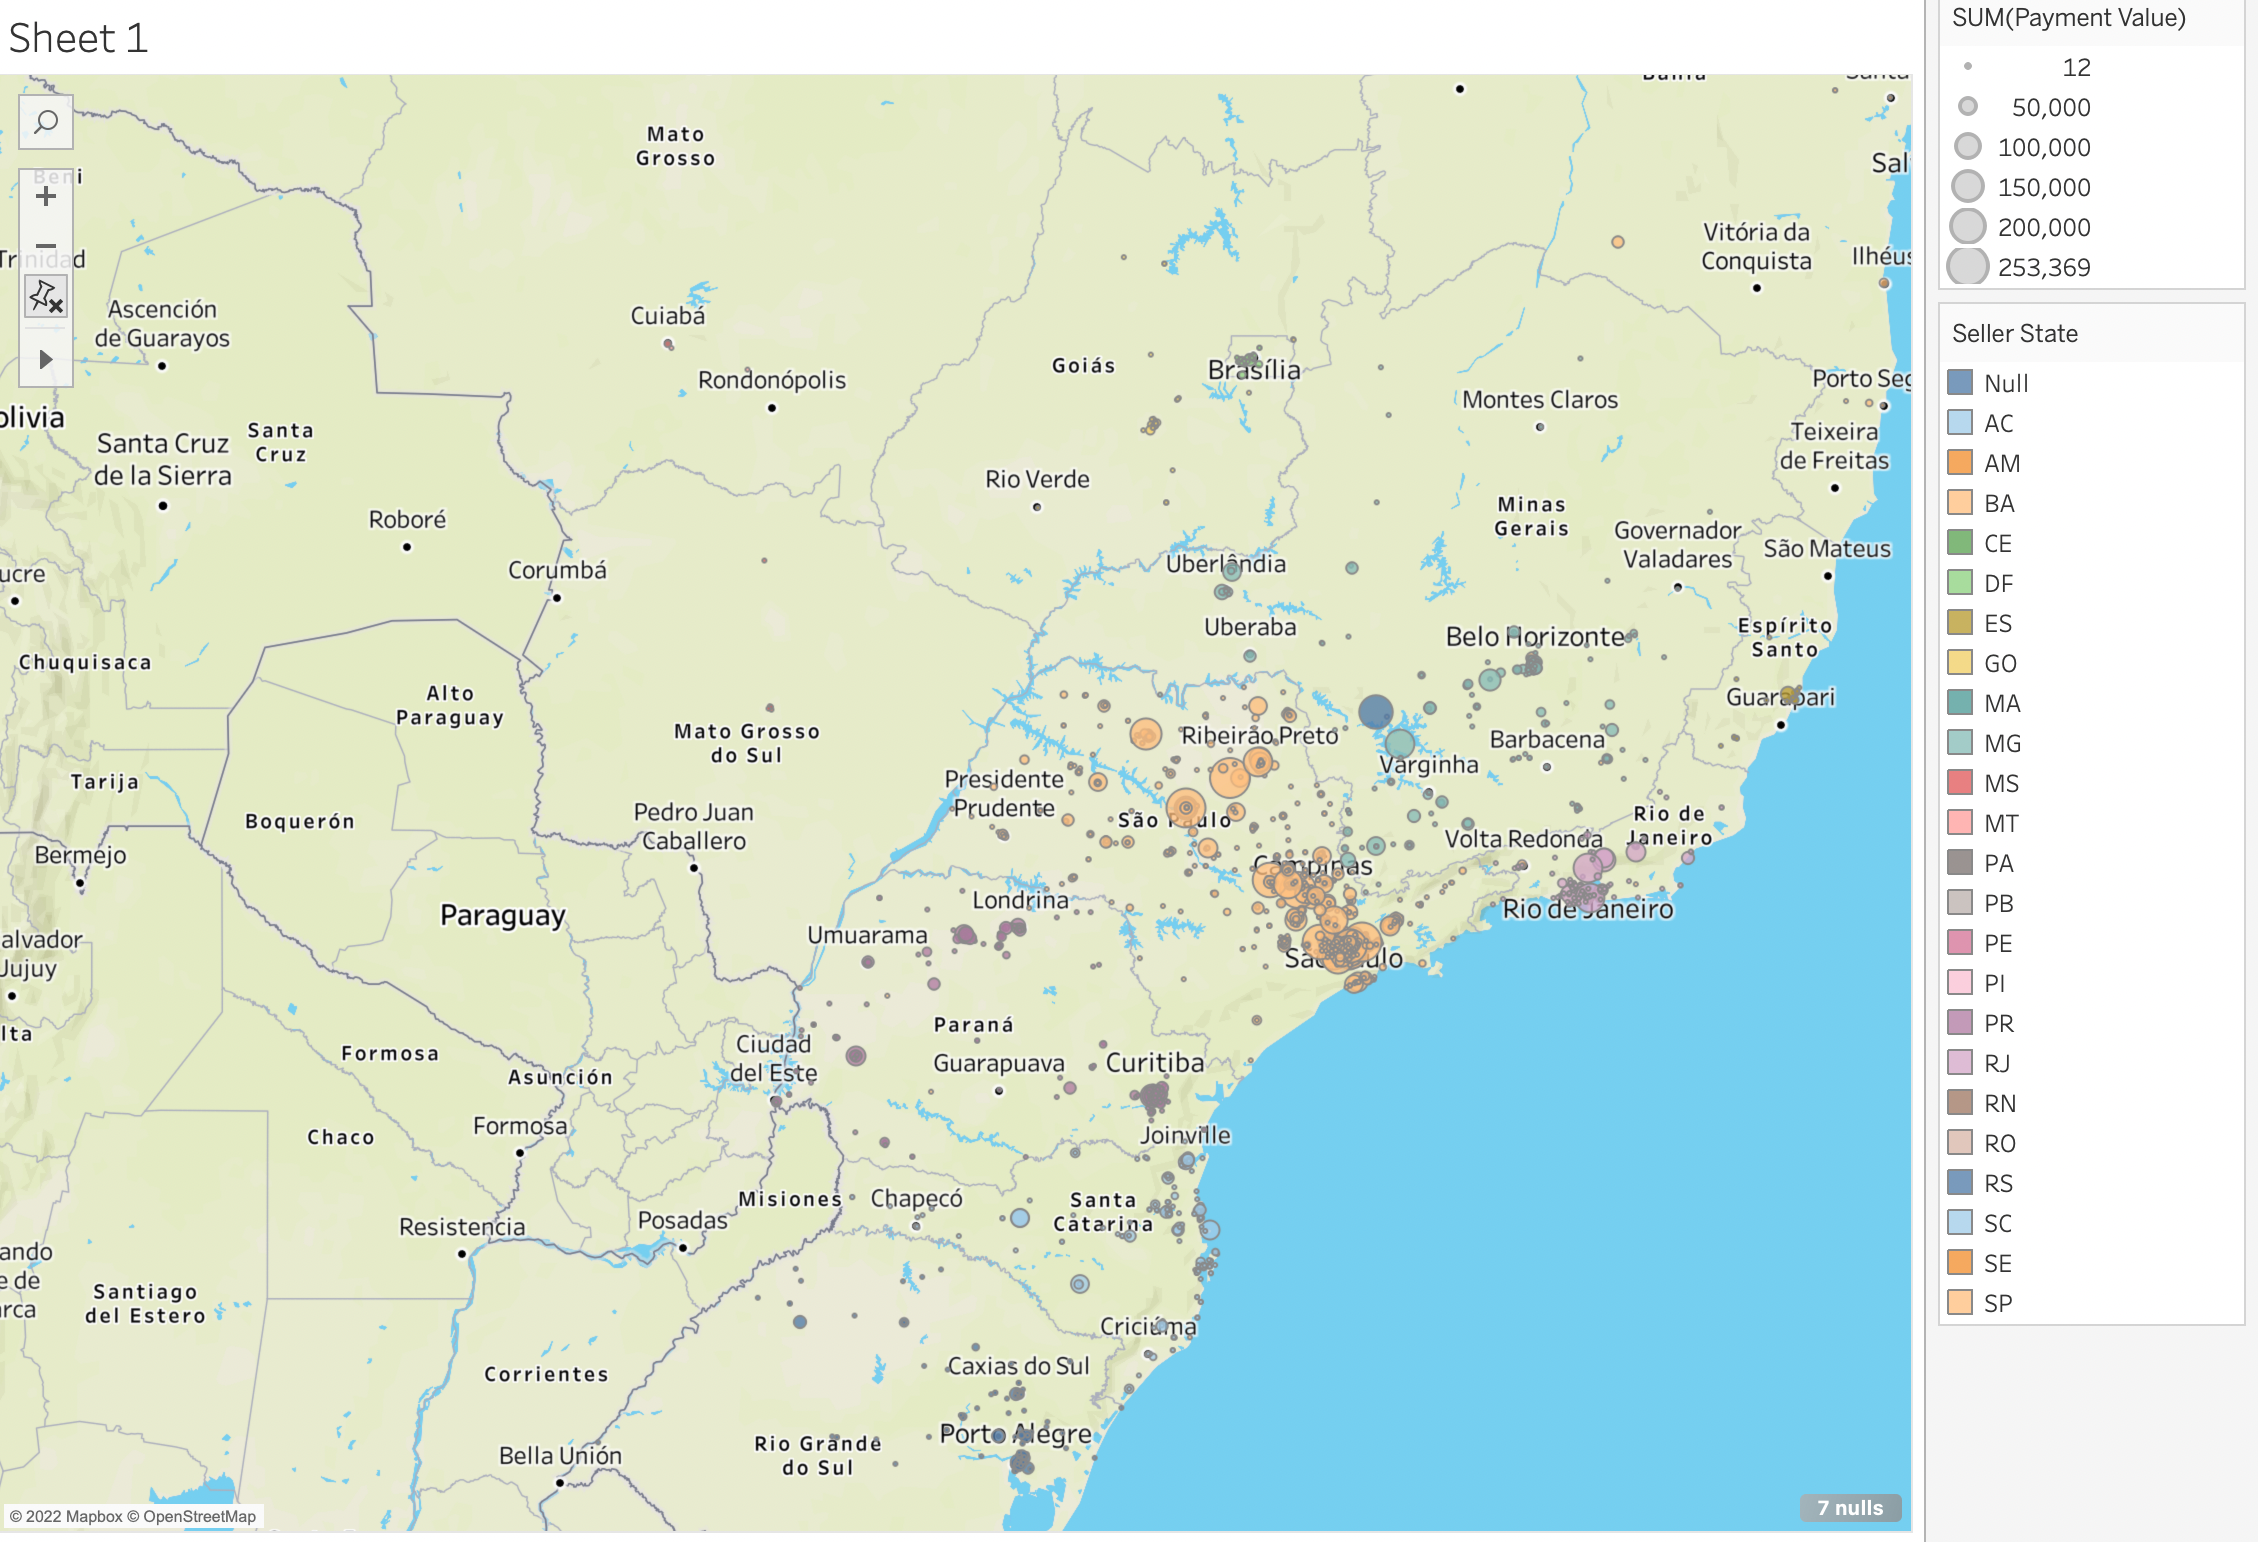 Sheet 1
SUM(Payment Value)
12
50,000
100,000
150,000
200,000
253,369
Seller State
Null
AC
AM
BA
CE
DF
ES
GO
MA
MG
MS
MT
PA
PB
PE
PI
PR
RJ
RN
RO
RS
SC
SE
SP
Bahia
Mato
Grosso
Beni
Sal
Vitória da
Conquista
Ilhéus
Trinidad
Ascención
de Guarayos
Cuiabá
Goiás
Brasília
Rondonópolis
Porto Seg
Montes Claros
olivia
Santa Cruz
de la Sierra
Santa
Cruz
Teixeira
de Freitas
Rio Verde
Minas
Gerais
Roboré
Governador
Valadares
São Mateus
Corumbá
Uberlândia
ucre
Uberaba
Belo Horizonte
Espírito
Santo
Chuquisaca
Alto
Paraguay
Guarapari
Mato Grosso
do Sul
Ribeirão Preto
Barbacena
Varginha
Tarija
Presidente
Prudente
Boquerón
Pedro Juan
Caballero
São Paulo
Rio de
Janeiro
Volta Redonda
Bermejo
Campinas
Londrina
Rio de Janeiro
Paraguay
Umuarama
alvador
Jujuy
São Paulo
lta
Paraná
Formosa
Ciudad
del Este
Guarapuava
Curitiba
Asunción
Chaco
Formosa
Joinville
Misiones
Chapecó
Santa
Catarina
Resistencia
Posadas
ando
e de
rca
Santiago
del Estero
Criciúma
Corrientes
Caxias do Sul
Porto Alegre
Rio Grande
do Sul
Bella Unión
© 2022 Mapbox © OpenStreetMap
7 nulls